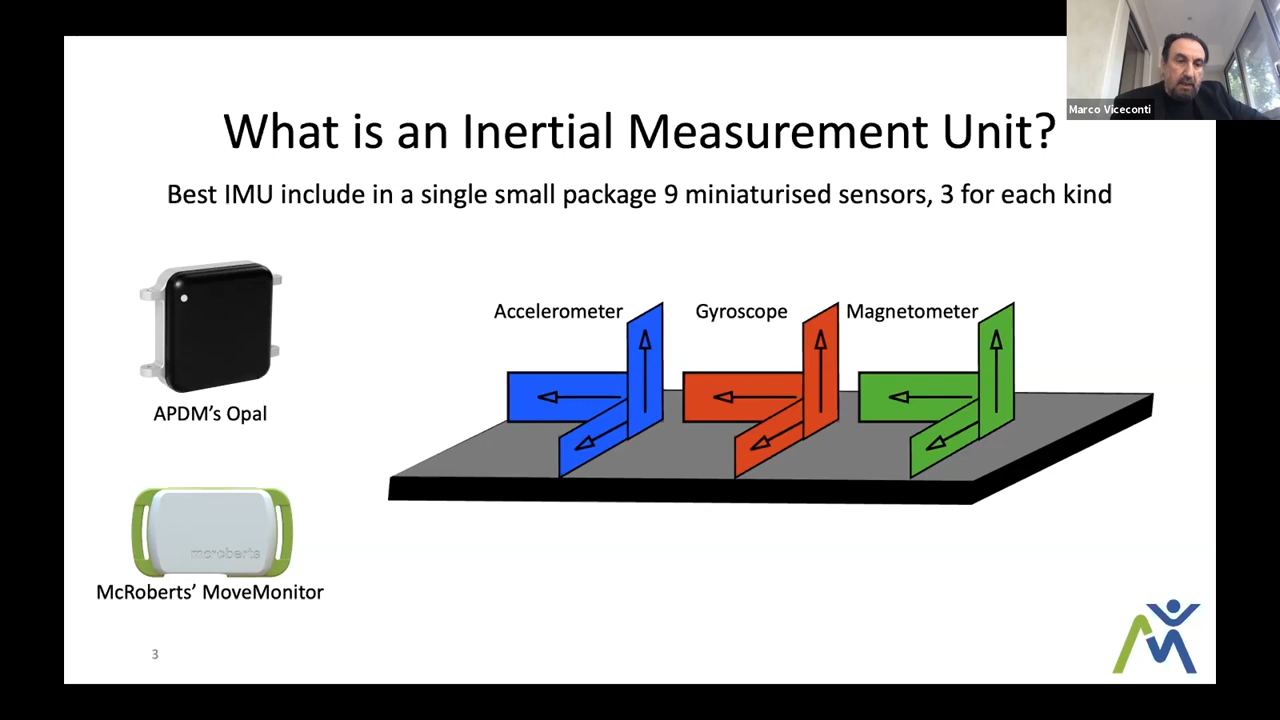 Marco Viceconti
What is an Inertial Measurement Unit?
Best IMU include in a single small package 9 miniaturised sensors, 3 for each kind
Accelerometer
Gyroscope
Magnetometer
APDM's Opal
mcroberts
McRoberts' MoveMonitor
3